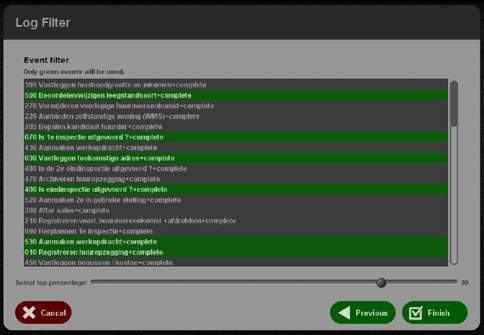 Log Filter
Event filter
Only green events will be used.
305 Vastleggen huishoudgrootte en inkomen+complete
500 Beoordelen/wijzigen leegstandsoort+complete
270 Verwijderen voorlopige huurovereenkomst+complete
220 Aanbieden zelfstandige woning (WMS)+complete
205 Bepalen kandidaat huurder+complete
070 Is 1e inspectie uitgevoerd ?+complete
430 Aanmaken werkopdracht+complete
030 Vastleggen toekomstige adres+complete
480 Is de 2e eindinspectie uitgevoerd ?+complete
470 Archiveren huuropzegging+complete
400 Is eindinspectie uitgevoerd ?+complete
520 Aanmaken 2e in gebreke stelling+complete
280 After sales+complete
210 Registreren voorl. huurovereenkomst +afdrukken+complete
090 Herplannen 1e Inspectie+complete
530 Aanmaken werkopdracht+complete
010 Registreren huuropzegging+complete
450 Vastleggen bonussen / kosten+complete
Select top percentage: 80
Cancel Previous Finish